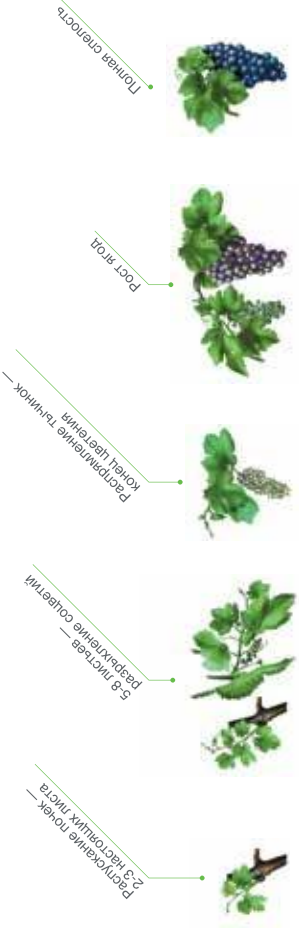 Распускание почек —
2-3 настоящих листа
5-8 листьев —
разрыхление соцветий
Распрямление тычинок —
конец цветения
Рост ягод
Полная спелость